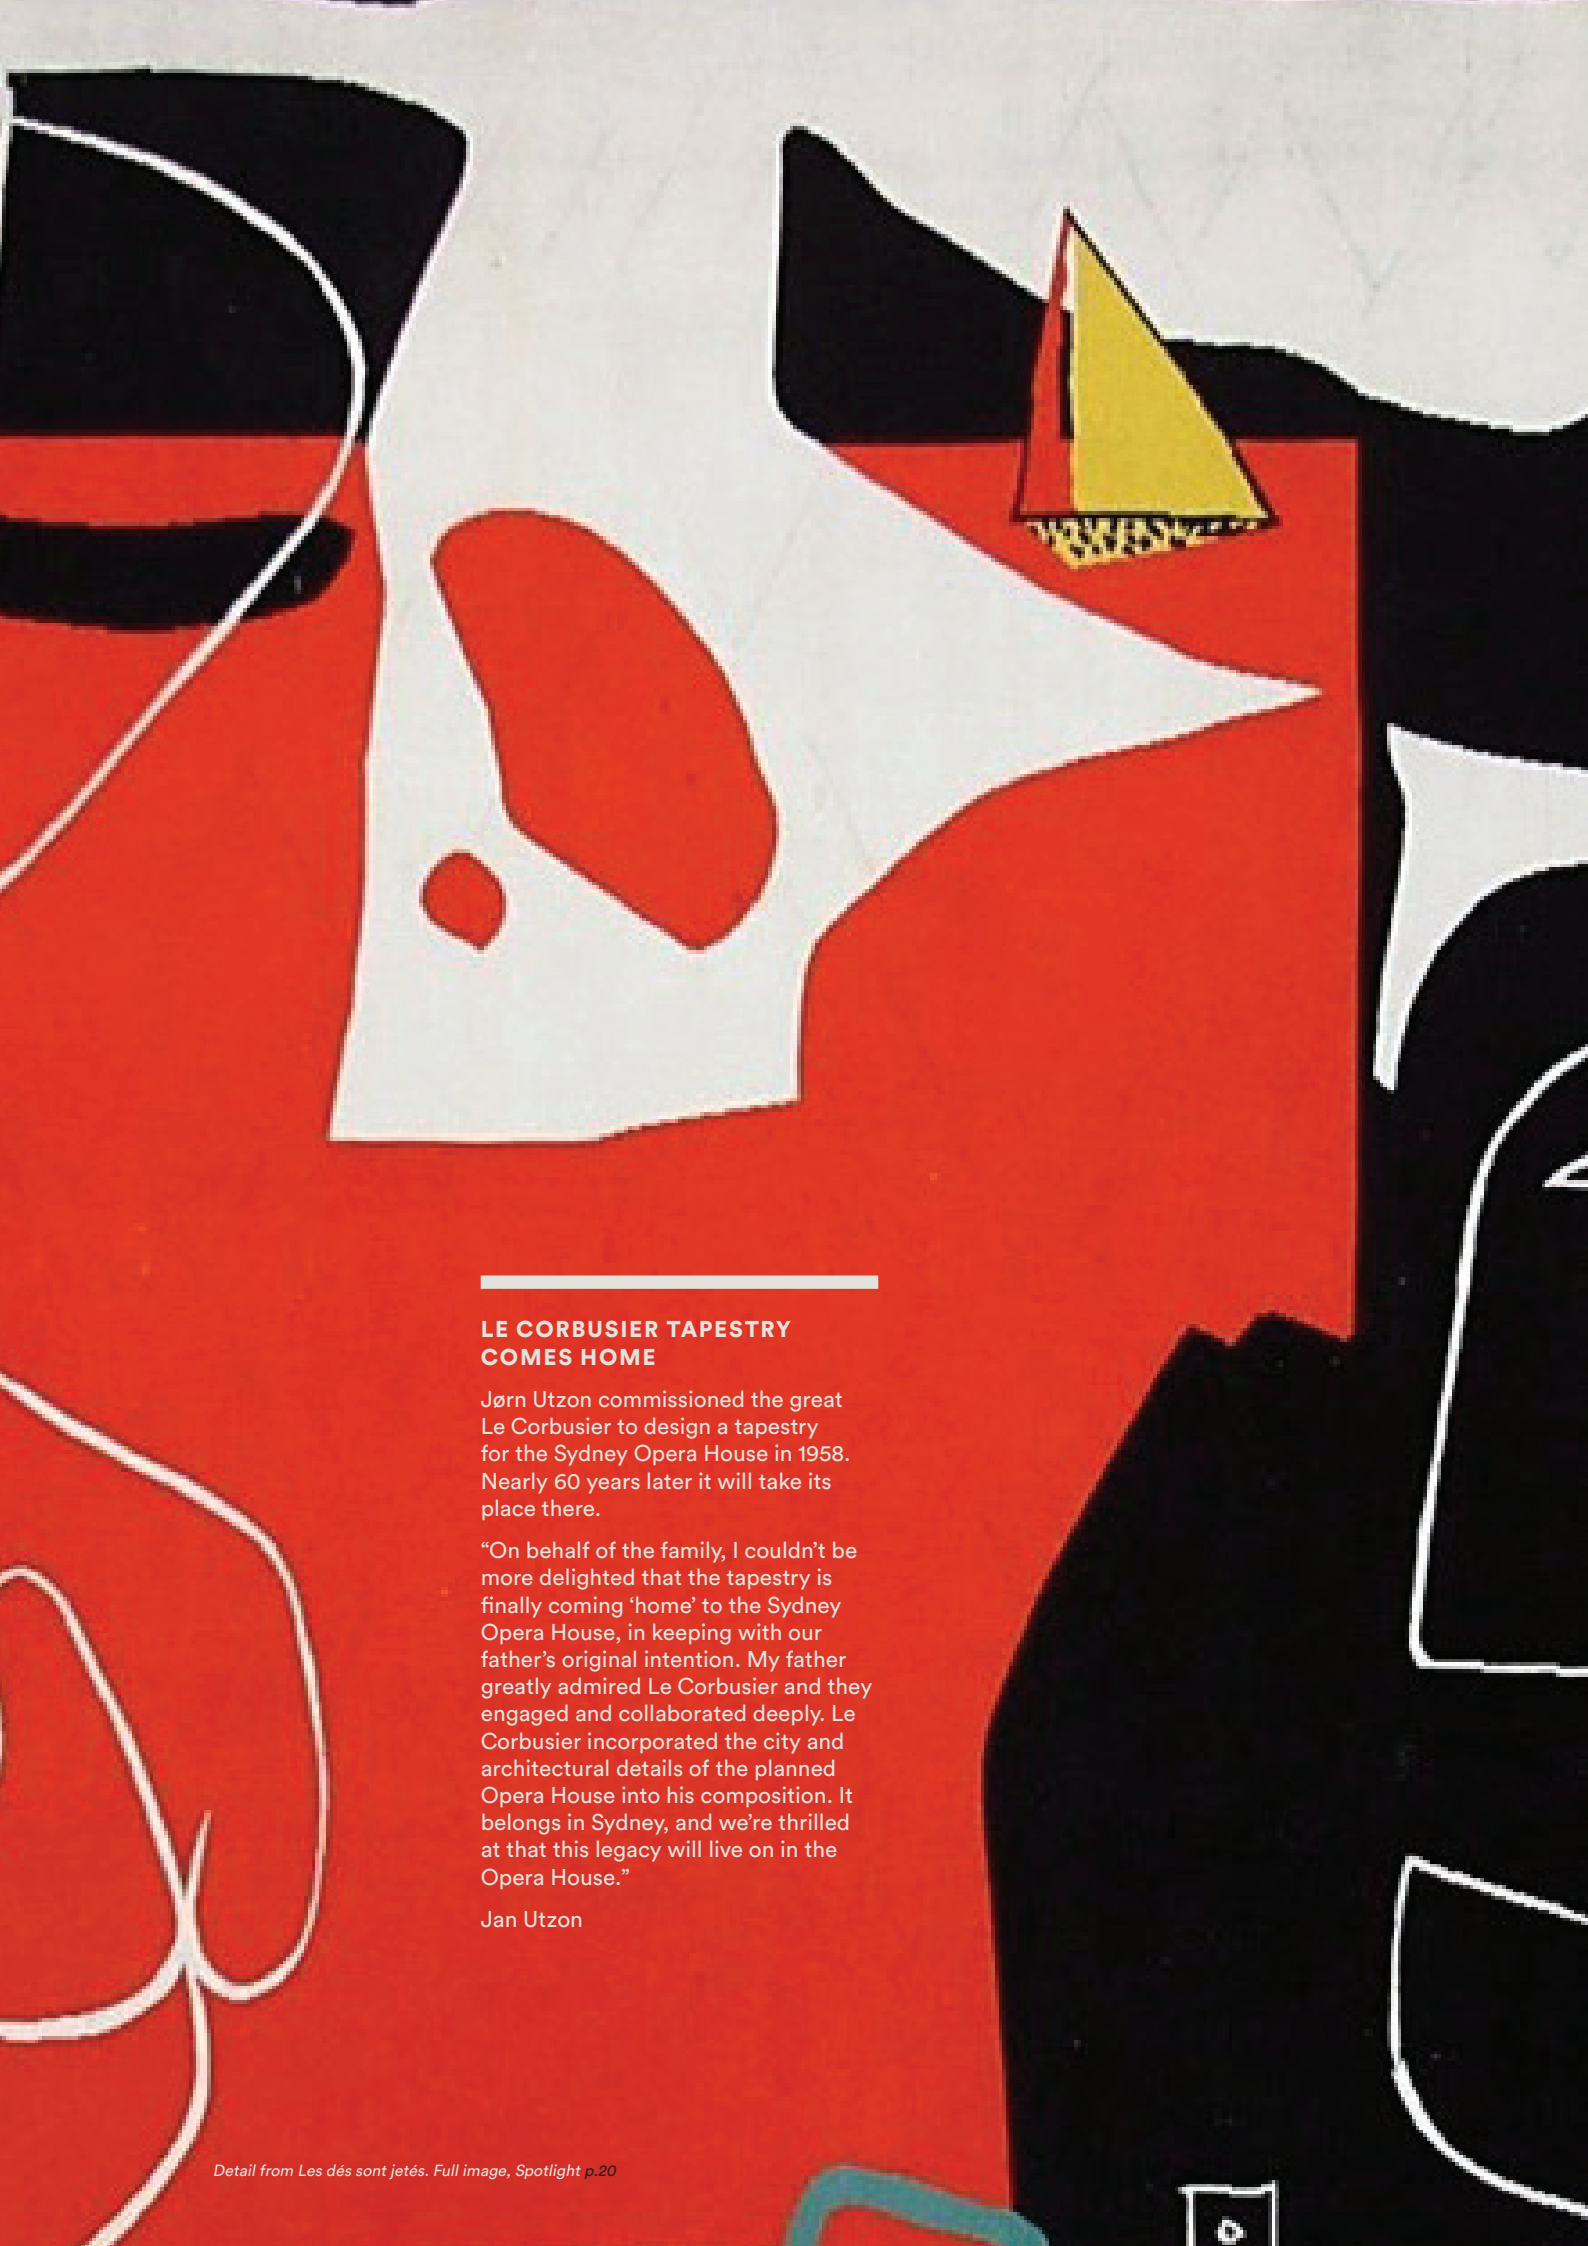 LE CORBUSIER TAPESTRY
COMES HOME
Jørn Utzon commissioned the great
Le Corbusier to design a tapestry
for the Sydney Opera House in 1958.
Nearly 60 years later it will take its
place there.
“On behalf of the family, I couldn’t be
more delighted that the tapestry is
finally coming ‘home’ to the Sydney
Opera House, in keeping with our
father’s original intention. My father
greatly admired Le Corbusier and they
engaged and collaborated deeply. Le
Corbusier incorporated the city and
architectural details of the planned
Opera House into his composition. It
belongs in Sydney, and we’re thrilled
at that this legacy will live on in the
Opera House.”
Jan Utzon
Detail from Les dés sont jetés. Full image, Spotlight p.20